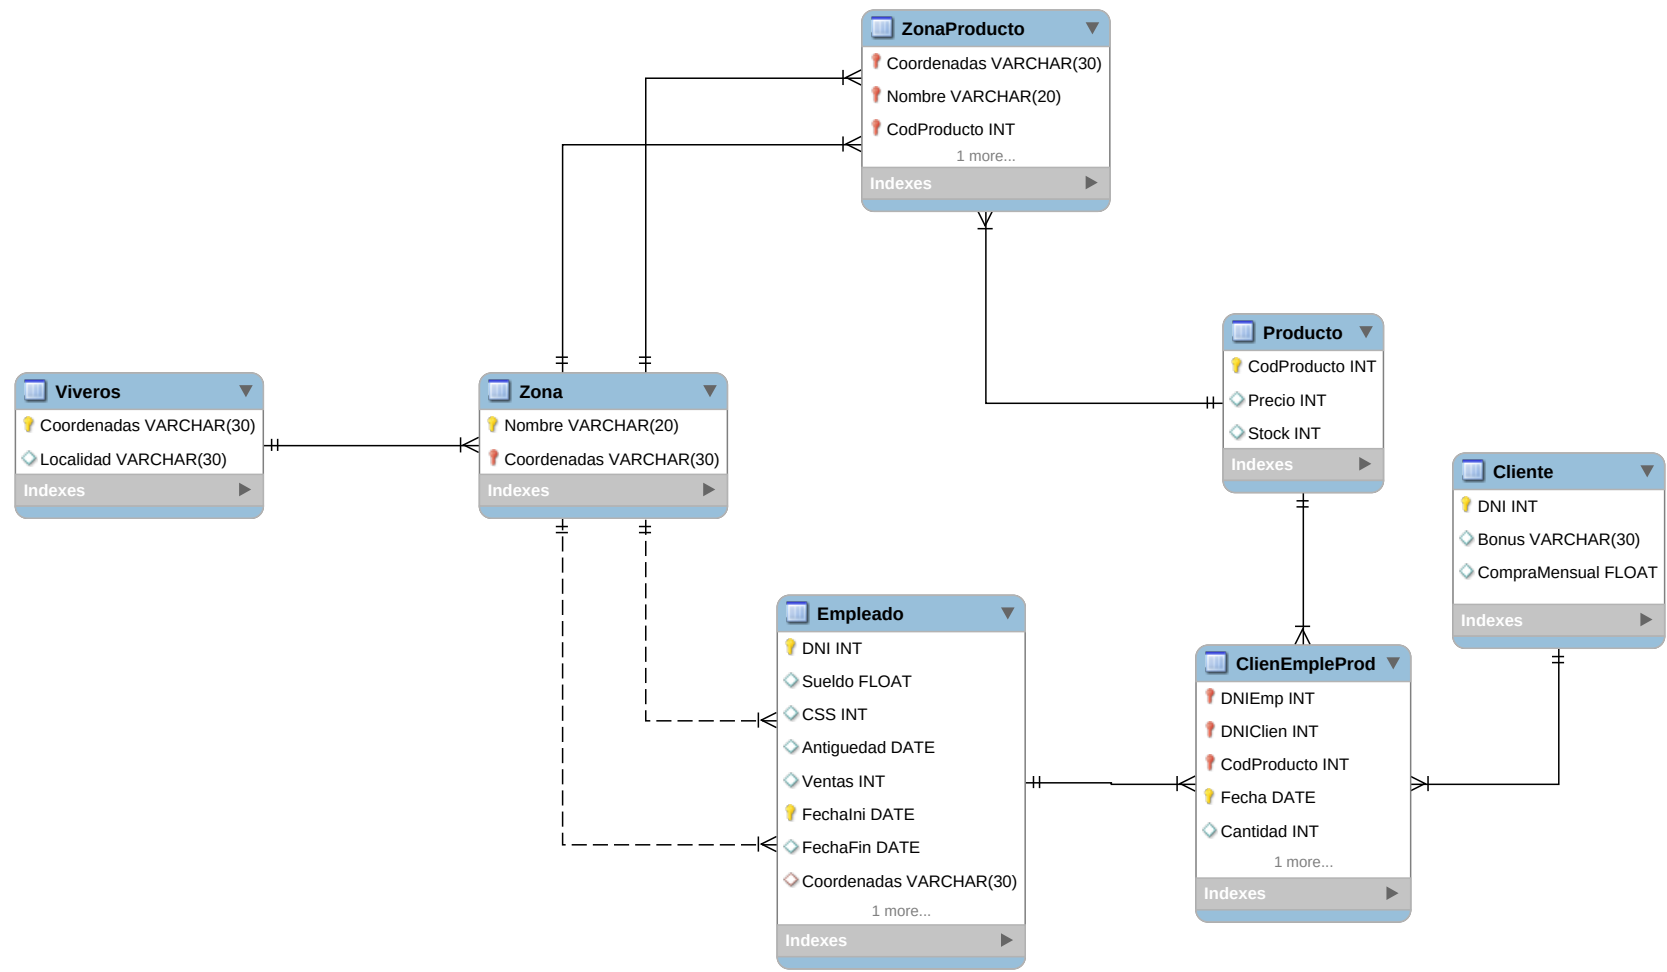 ZonaProducto
Coordenadas VARCHAR(30)
Nombre VARCHAR(20)
CodProducto INT
1 more...
Indexes
Producto
CodProducto INT
Precio INT
Stock INT
Indexes
Viveros
Coordenadas VARCHAR(30)
Localidad VARCHAR(30)
Indexes
Zona
Nombre VARCHAR(20)
Coordenadas VARCHAR(30)
Indexes
Cliente
DNI INT
Bonus VARCHAR(30)
CompraMensual FLOAT
Indexes
Empleado
DNI INT
Sueldo FLOAT
CSS INT
Antiguedad DATE
Ventas INT
FechaIni DATE
FechaFin DATE
Coordenadas VARCHAR(30)
1 more...
Indexes
ClienEmpleProd
DNIEmp INT
DNIClien INT
CodProducto INT
Fecha DATE
Cantidad INT
1 more...
Indexes